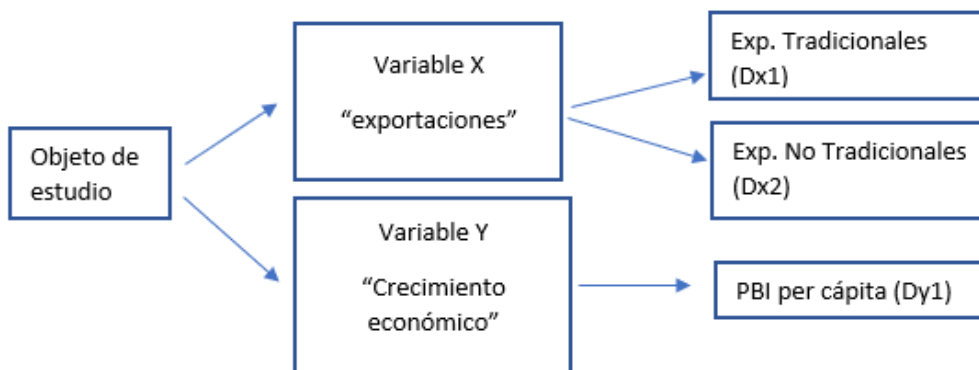 Objeto de
estudio
Variable X
“exportaciones”
Exp. Tradicionales
(Dx1)
Exp. No Tradicionales
(Dx2)
Variable Y
“Crecimiento
económico”
PBI per cápita (Dy1)